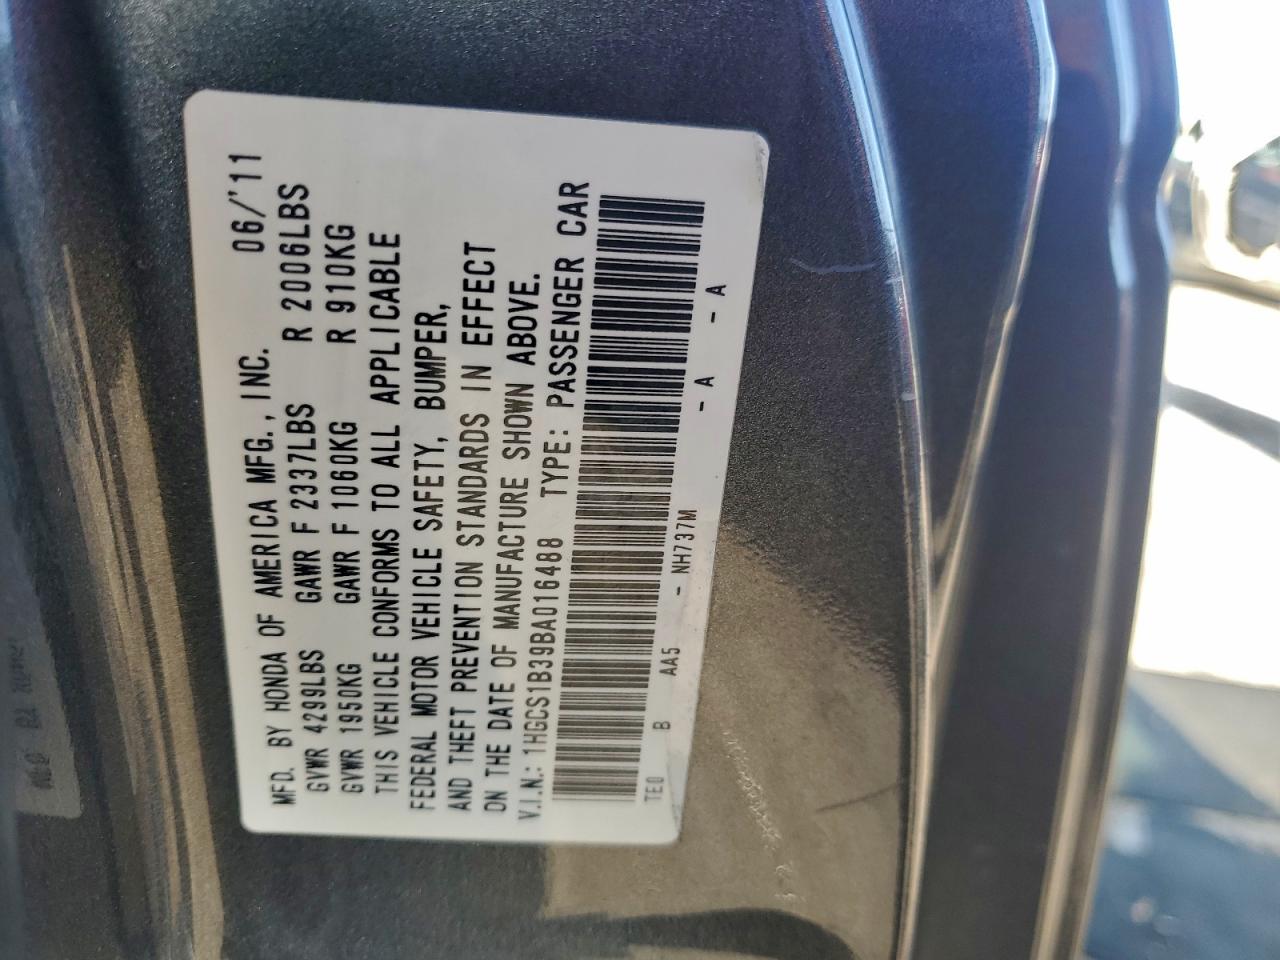 MFD. BY HONDA OF AMERICA MFG., INC. 06/'11
GVWR 4299LBS GAWR F 2337LBS R 2006LBS
GVWR 1950KG GAWR F 1060KG R 910KG
THIS VEHICLE CONFORMS TO ALL APPLICABLE
FEDERAL MOTOR VEHICLE SAFETY, BUMPER,
AND THEFT PREVENTION STANDARDS IN EFFECT
ON THE DATE OF MANUFACTURE SHOWN ABOVE.
V.I.N.: 1HGCS1B39BA016488 TYPE: PASSENGER CAR
TE0 B AA5 - NH737M - A - A